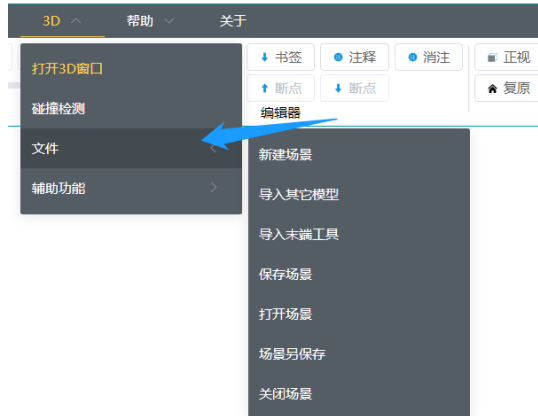 3D 帮助 关于
打开3D窗口
碰撞检测
文件
辅助功能
书签 注释 消注 正视
断点 断点 复原
编辑器
新建场景
导入其它模型
导入末端工具
保存场景
打开场景
场景另保存
关闭场景